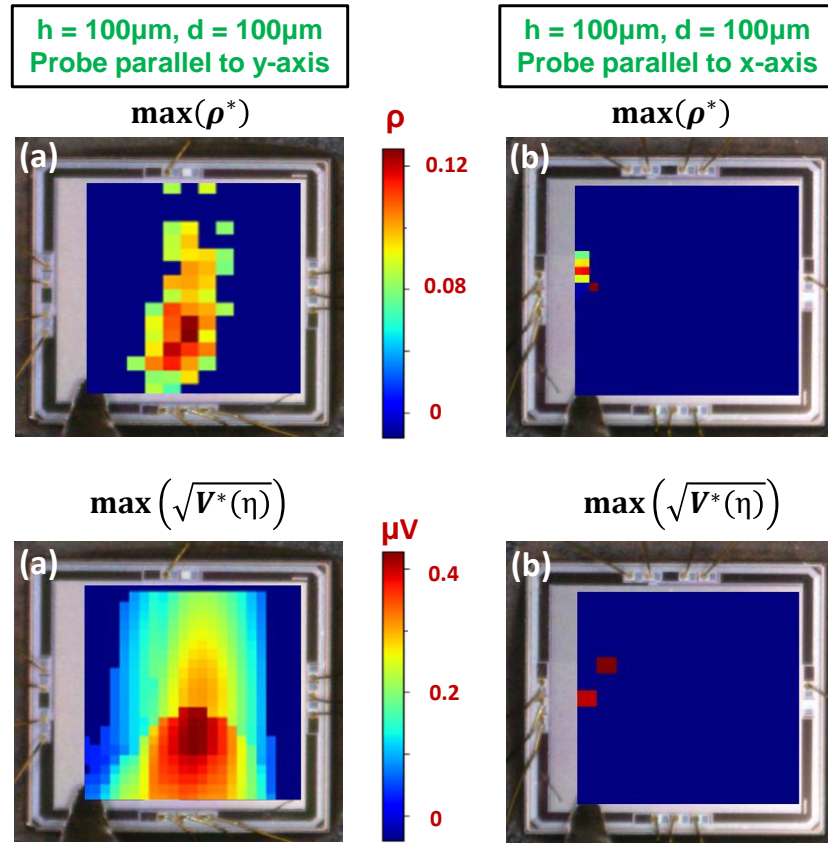 h = 100µm, d = 100µm
Probe parallel to y-axis
h = 100µm, d = 100µm
Probe parallel to x-axis
max(ρ*)
ρ
max(ρ*)
(a)
0.12
0.08
0
(b)
max(√V*(η))
µV
max(√V*(η))
(a)
0.4
0.2
0
(b)